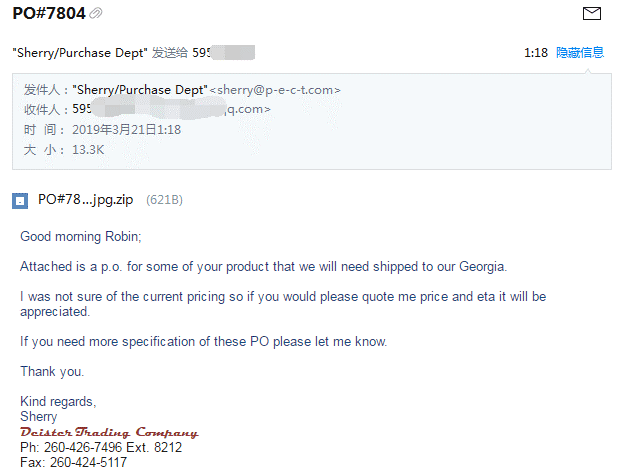 PO#7804
"Sherry/Purchase Dept" 发送给 595
1:18 隐藏信息
发件人："Sherry/Purchase Dept"<sherry@p-e-c-t.com>
收件人：595 q.com>
时 间： 2019年3月21日1:18
大 小： 13.3K
PO#78...jpg.zip (621B)
Good morning Robin;
Attached is a p.o. for some of your product that we will need shipped to our Georgia.
I was not sure of the current pricing so if you would please quote me price and eta it will be
appreciated.
If you need more specification of these PO please let me know.
Thank you.
Kind regards,
Sherry
Deister Trading Company
Ph: 260-426-7496 Ext. 8212
Fax: 260-424-5117